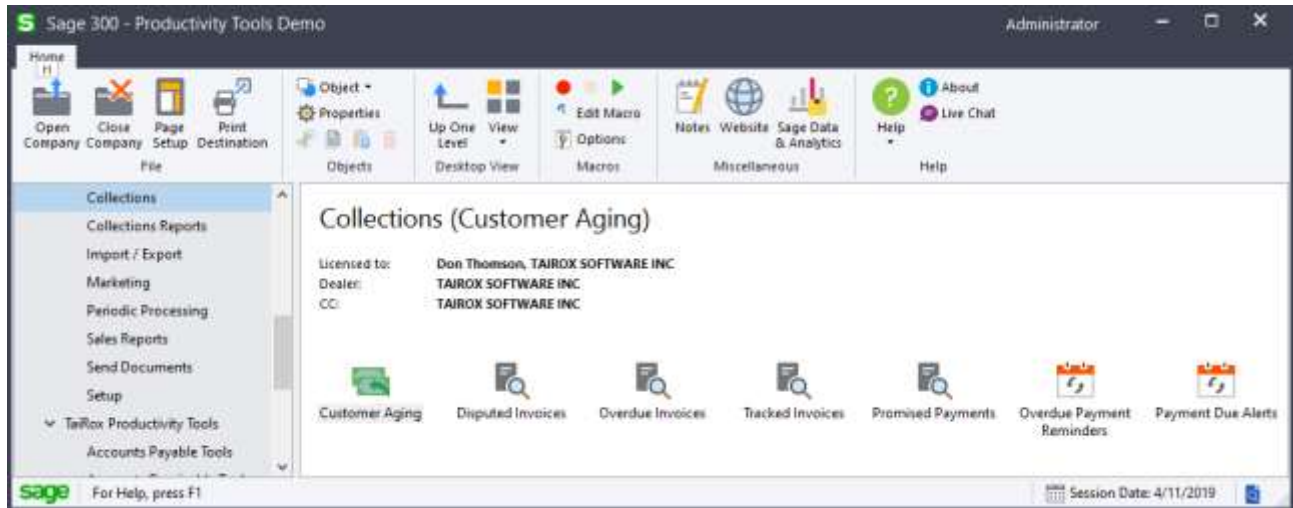 S Sage 300 - Productivity Tools Demo
Administrator
Home
H
Open Company
Close Company
Page Setup
Print Destination
File
Object
Properties
Objects
Up One Level
View
Desktop View
Edit Macro
Options
Macros
Notes
Website
Sage Data & Analytics
Miscellaneous
Help
About
Live Chat
Help
Collections
Collections Reports
Import / Export
Marketing
Periodic Processing
Sales Reports
Send Documents
Setup
TaiRox Productivity Tools
Accounts Payable Tools
Collections (Customer Aging)
Licensed to: Don Thomson, TAIROX SOFTWARE INC
Dealer: TAIROX SOFTWARE INC
CC: TAIROX SOFTWARE INC
Customer Aging
Disputed Invoices
Overdue Invoices
Tracked Invoices
Promised Payments
Overdue Payment
Reminders
Payment Due Alerts
sage For Help, press F1
Session Date: 4/11/2019